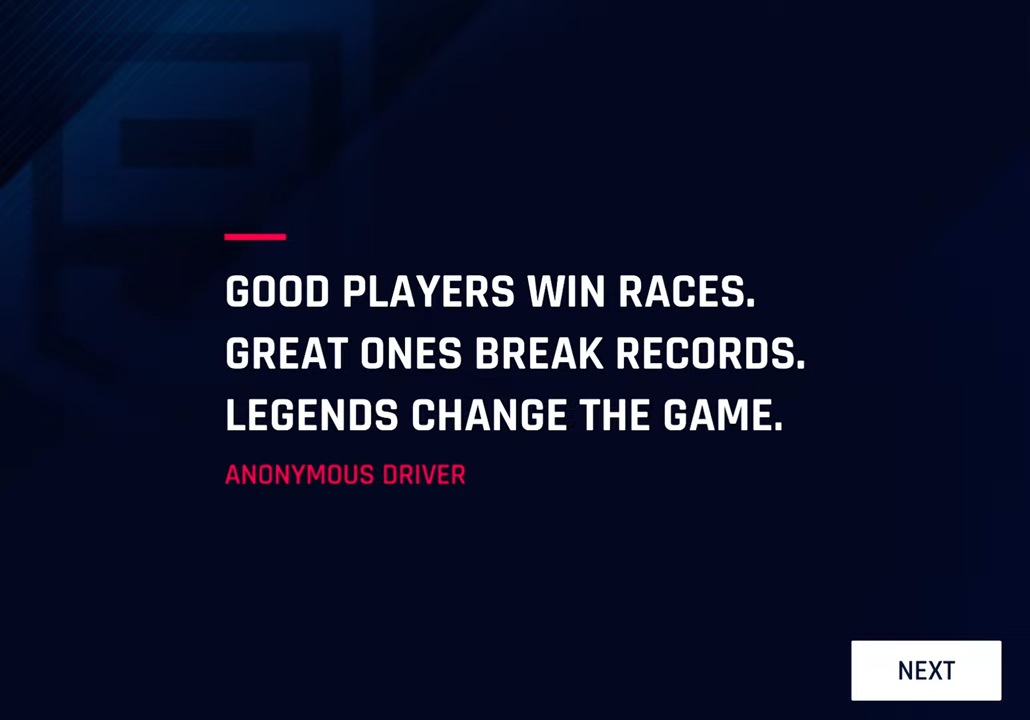 GOOD PLAYERS WIN RACES.
GREAT ONES BREAK RECORDS.
LEGENDS CHANGE THE GAME.
ANONYMOUS DRIVER
NEXT